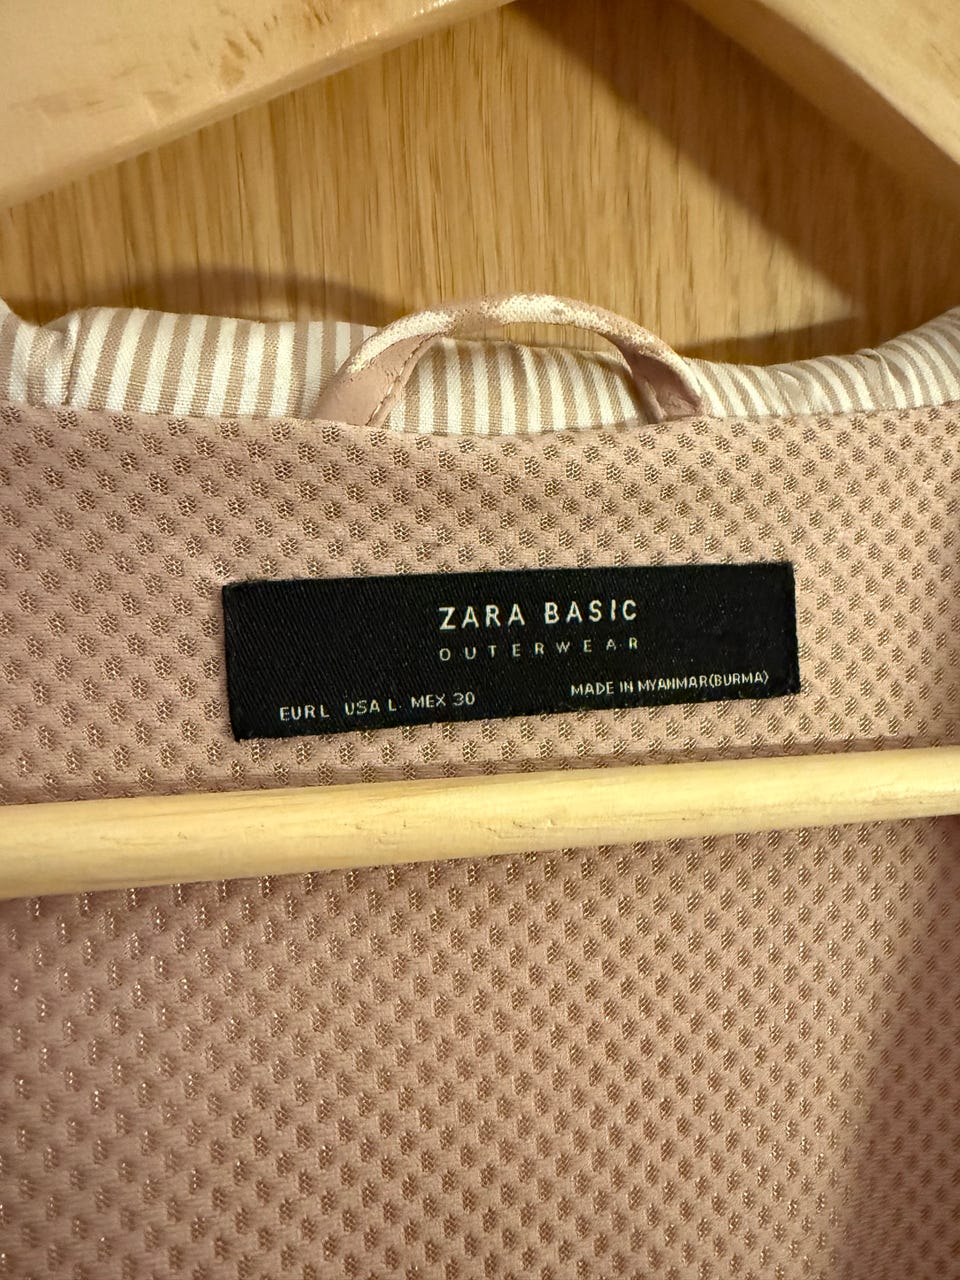 ZARA BASIC
OUTERWEAR
EUR L USA L MEX 30
MADE IN MYANMAR(BURMA)